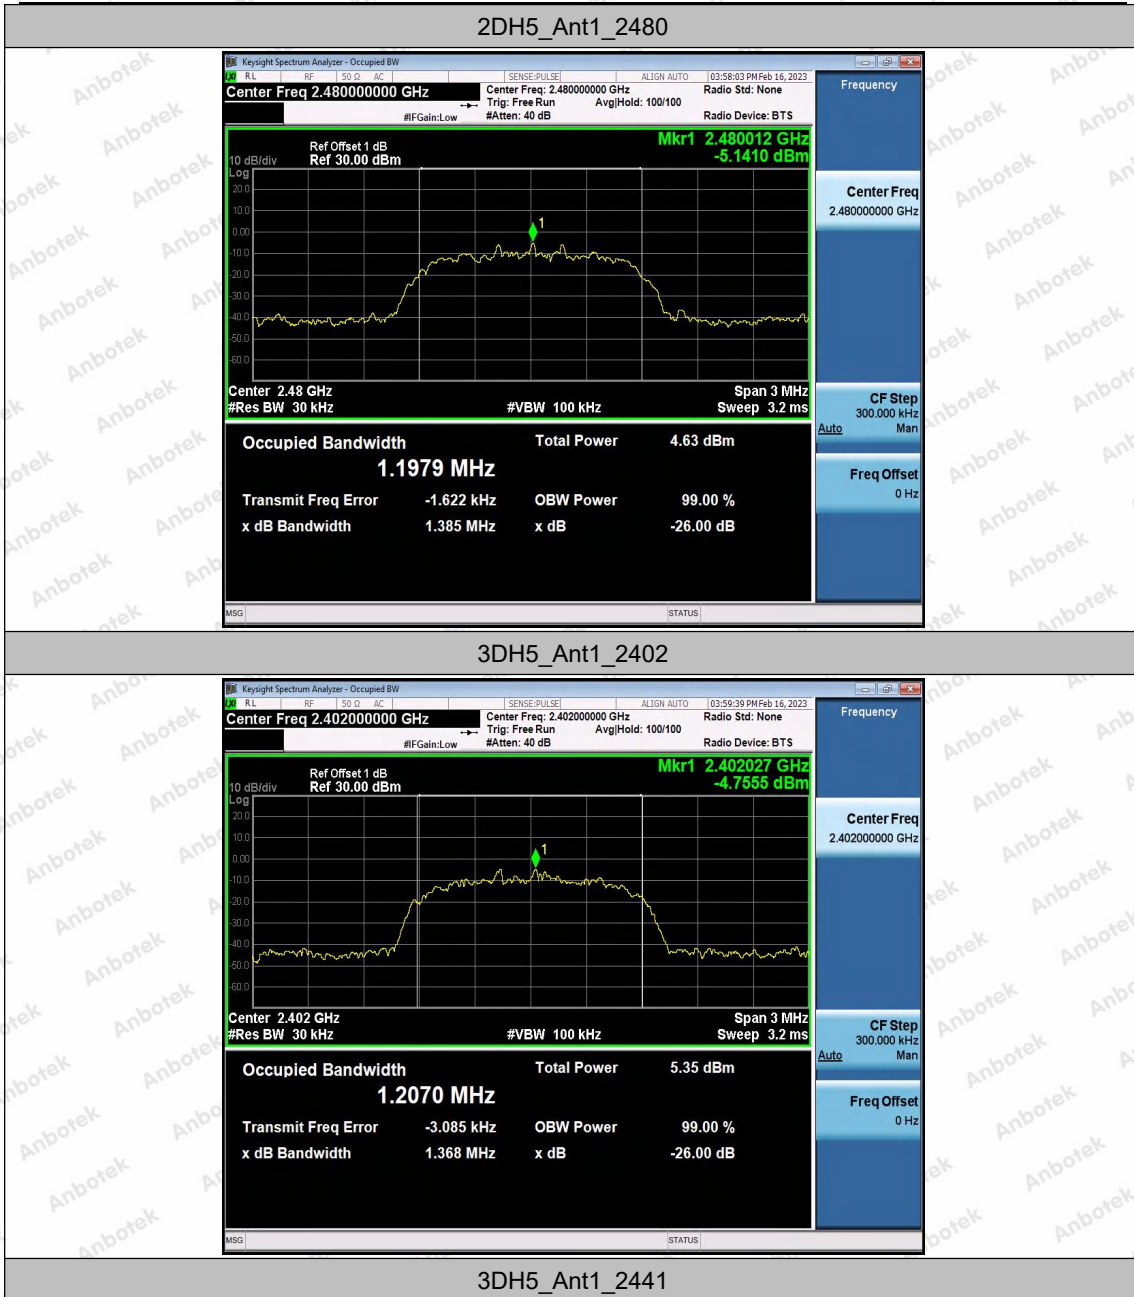 2DH5_Ant1_2480
Keysight Spectrum Analyzer - Occupied BW
LXI RL RF 50 Ω AC SENSE:PULSE ALIGN AUTO 03:58:03 PM Feb 16, 2023
Center Freq 2.480000000 GHz
Center Freq: 2.480000000 GHz
Radio Std: None
Trig: Free Run Avg|Hold: 100/100
#IFGain:Low #Atten: 40 dB Radio Device: BTS
Frequency
Mkr1 2.480012 GHz
-5.1410 dBm
Ref Offset 1 dB
10 dB/div Ref 30.00 dBm
Log
20.0
10.0
0.00
-10.0
-20.0
-30.0
-40.0
-50.0
-60.0
1
Center 2.48 GHz Span 3 MHz
#Res BW 30 kHz #VBW 100 kHz Sweep 3.2 ms
Center Freq
2.480000000 GHz
CF Step
300.000 kHz
Auto Man
Freq Offset
0 Hz
Occupied Bandwidth Total Power 4.63 dBm
1.1979 MHz
Transmit Freq Error -1.622 kHz OBW Power 99.00 %
x dB Bandwidth 1.385 MHz x dB -26.00 dB
MSG STATUS
3DH5_Ant1_2402
Keysight Spectrum Analyzer - Occupied BW
LXI RL RF 50 Ω AC SENSE:PULSE ALIGN AUTO 03:59:39 PM Feb 16, 2023
Center Freq 2.402000000 GHz
Center Freq: 2.402000000 GHz
Radio Std: None
Trig: Free Run Avg|Hold: 100/100
#IFGain:Low #Atten: 40 dB Radio Device: BTS
Frequency
Mkr1 2.402027 GHz
-4.7555 dBm
Ref Offset 1 dB
10 dB/div Ref 30.00 dBm
Log
20.0
10.0
0.00
-10.0
-20.0
-30.0
-40.0
-50.0
-60.0
1
Center 2.402 GHz Span 3 MHz
#Res BW 30 kHz #VBW 100 kHz Sweep 3.2 ms
Center Freq
2.402000000 GHz
CF Step
300.000 kHz
Auto Man
Freq Offset
0 Hz
Occupied Bandwidth Total Power 5.35 dBm
1.2070 MHz
Transmit Freq Error -3.085 kHz OBW Power 99.00 %
x dB Bandwidth 1.368 MHz x dB -26.00 dB
MSG STATUS
3DH5_Ant1_2441